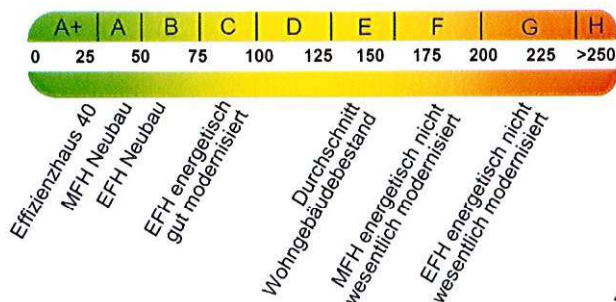 A+ A B C D E F G H
0 25 50 75 100 125 150 175 200 225 >250
Effizienzhaus 40
MFH Neubau
EFH Neubau
EFH energetisch
gut modernisiert
Durchschnitt
Wohngebäudebestand
MFH energetisch nicht
wesentlich modernisiert
EFH energetisch nicht
wesentlich modernisiert